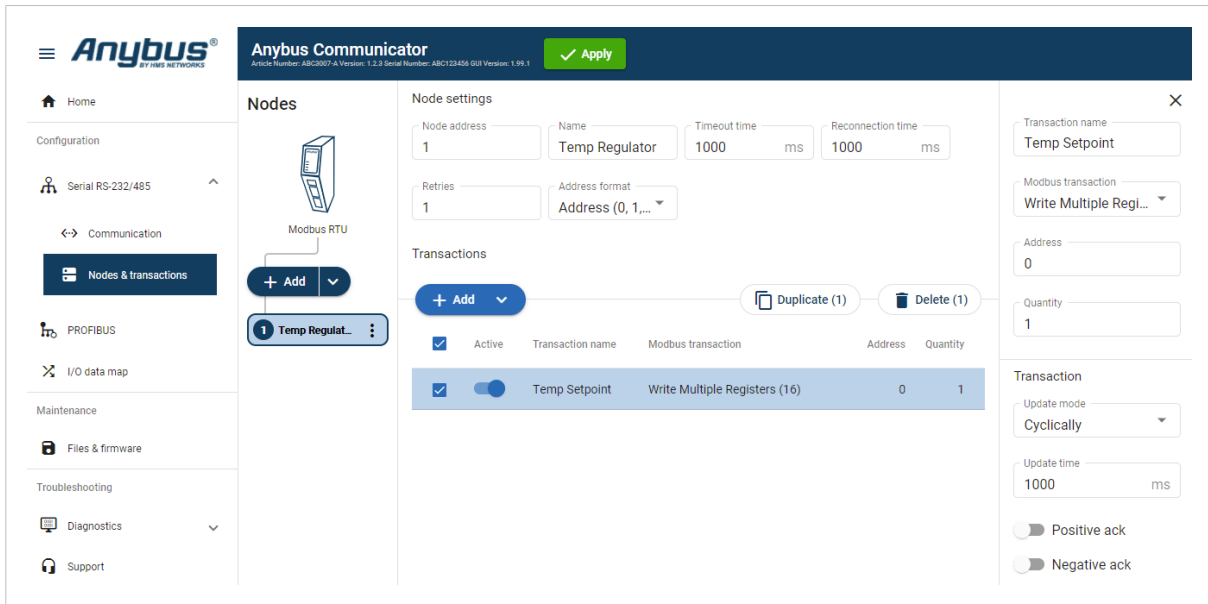 Anybus®
BY HMS NETWORKS
Anybus Communicator
Article Number: ABC3007-A Version: 1.2.3 Serial Number: ABC123456 GUI Version: 1.99.1
Apply
Home
Configuration
Serial RS-232/485
Communication
Nodes & transactions
PROFIBUS
I/O data map
Maintenance
Files & firmware
Troubleshooting
Diagnostics
Support
Nodes
Modbus RTU
+ Add
1 Temp Regulat...
Node settings
Node address
1
Name
Temp Regulator
Timeout time
1000 ms
Reconnection time
1000 ms
Retries
1
Address format
Address (0, 1,...
Transactions
+ Add
Duplicate (1)
Delete (1)
Active Transaction name Modbus transaction Address Quantity
Temp Setpoint Write Multiple Registers (16) 0 1
Transaction name
Temp Setpoint
Modbus transaction
Write Multiple Regi...
Address
0
Quantity
1
Transaction
Update mode
Cyclically
Update time
1000 ms
Positive ack
Negative ack